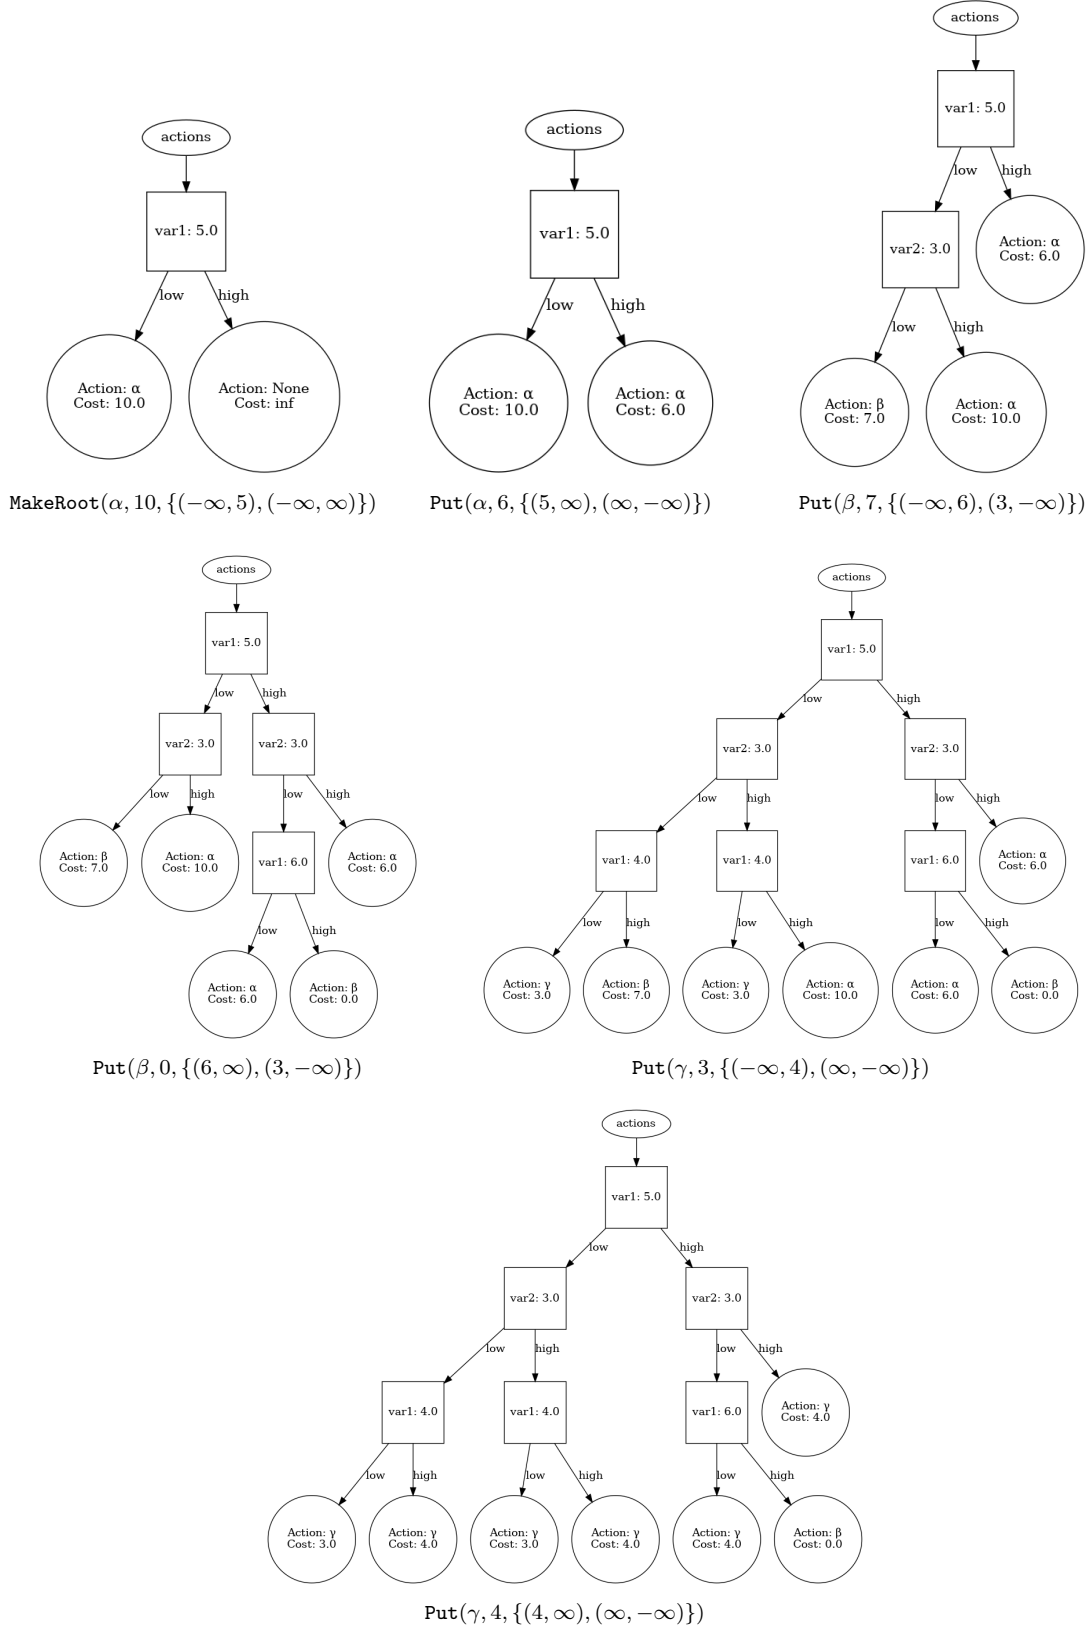 actions
var1: 5.0
low
high
Action: α
Cost: 10.0
Action: None
Cost: inf
MakeRoot(α, 10, {(−∞, 5), (−∞, ∞)})
actions
var1: 5.0
low
high
Action: α
Cost: 10.0
Action: α
Cost: 6.0
Put(α, 6, {(5, ∞), (∞, −∞)})
actions
var1: 5.0
low
high
var2: 3.0
Action: α
Cost: 6.0
low
high
Action: β
Cost: 7.0
Action: α
Cost: 10.0
Put(β, 7, {(−∞, 6), (3, −∞)})
actions
var1: 5.0
low
high
var2: 3.0
var2: 3.0
low
high
low
high
Action: β
Cost: 7.0
Action: α
Cost: 10.0
var1: 6.0
Action: α
Cost: 6.0
low
high
Action: α
Cost: 6.0
Action: β
Cost: 0.0
Put(β, 0, {(6, ∞), (3, −∞)})
actions
var1: 5.0
low
high
var2: 3.0
var2: 3.0
low
high
low
high
var1: 4.0
var1: 4.0
var1: 6.0
Action: α
Cost: 6.0
low
high
low
high
low
high
Action: γ
Cost: 3.0
Action: β
Cost: 7.0
Action: γ
Cost: 3.0
Action: α
Cost: 10.0
Action: α
Cost: 6.0
Action: β
Cost: 0.0
Put(γ, 3, {(−∞, 4), (∞, −∞)})
actions
var1: 5.0
low
high
var2: 3.0
var2: 3.0
low
high
low
high
var1: 4.0
var1: 4.0
var1: 6.0
Action: γ
Cost: 4.0
low
high
low
high
low
high
Action: γ
Cost: 3.0
Action: γ
Cost: 4.0
Action: γ
Cost: 3.0
Action: γ
Cost: 4.0
Action: γ
Cost: 4.0
Action: β
Cost: 0.0
Put(γ, 4, {(4, ∞), (∞, −∞)})